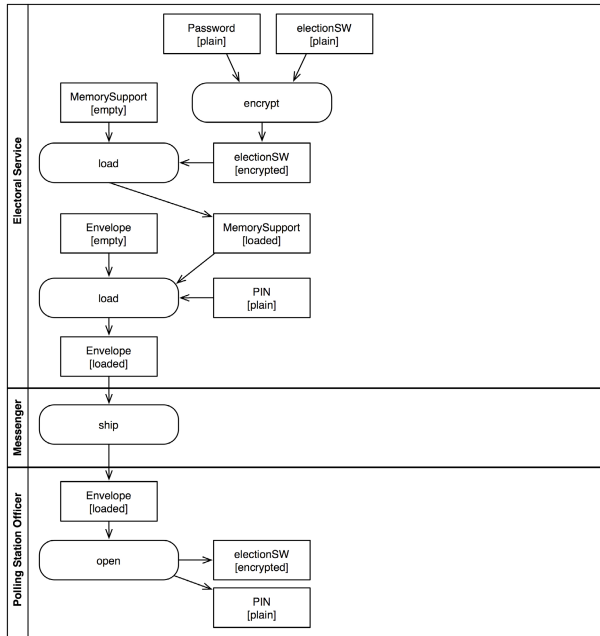 Electoral Service
Password
[plain]
electionSW
[plain]
encrypt
MemorySupport
[empty]
load
electionSW
[encrypted]
Envelope
[empty]
MemorySupport
[loaded]
load
PIN
[plain]
Envelope
[loaded]
Messenger
ship
Polling Station Officer
Envelope
[loaded]
open
electionSW
[encrypted]
PIN
[plain]